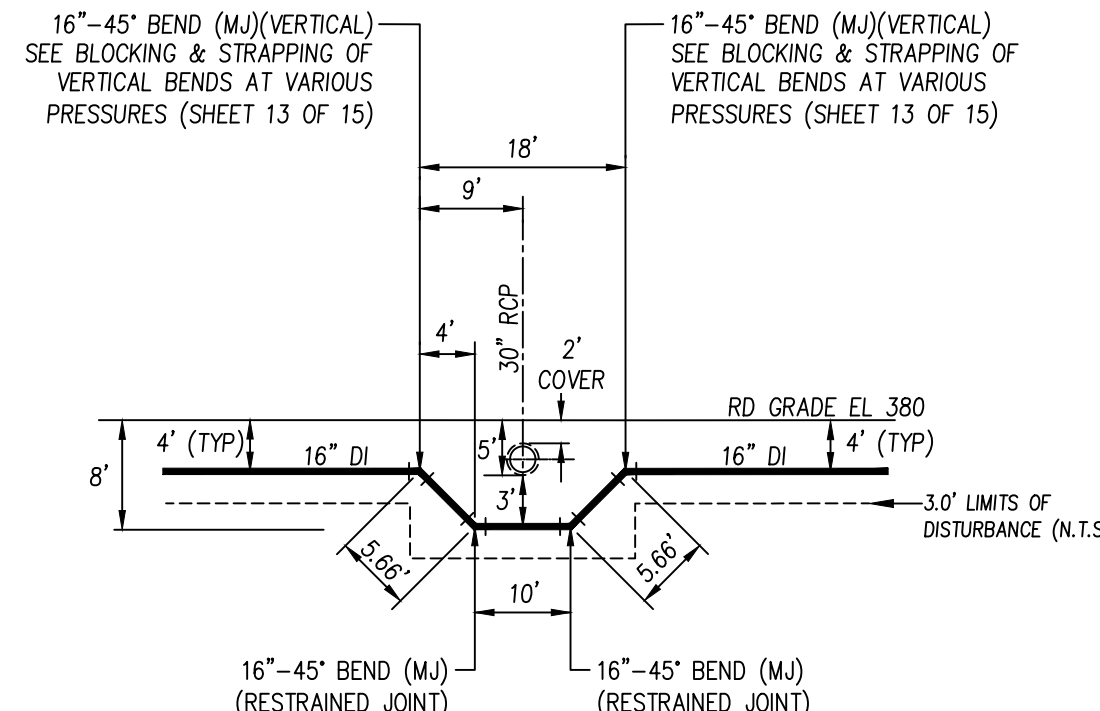 16"-45° BEND (MJ)(VERTICAL)
SEE BLOCKING & STRAPPING OF
VERTICAL BENDS AT VARIOUS
PRESSURES (SHEET 13 OF 15)
16"-45° BEND (MJ)(VERTICAL)
SEE BLOCKING & STRAPPING OF
VERTICAL BENDS AT VARIOUS
PRESSURES (SHEET 13 OF 15)
18'
9'
30" RCP
4'
2'
COVER
RD GRADE EL 380
4' (TYP)
16" DI
5'
16" DI
4' (TYP)
8'
3'
3.0' LIMITS OF
DISTURBANCE (N.T.S
5.66'
5.66'
10'
16"-45° BEND (MJ)
(RESTRAINED JOINT)
16"-45° BEND (MJ)
(RESTRAINED JOINT)